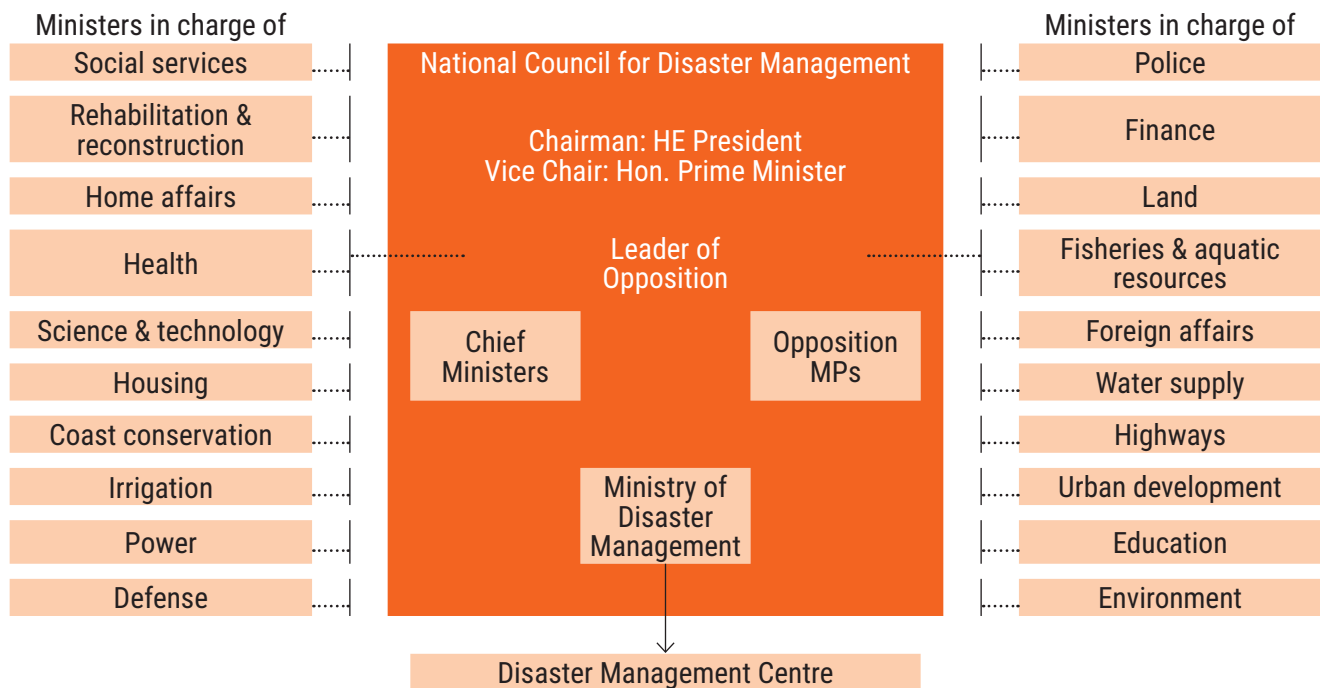 Ministers in charge of
Social services
Rehabilitation &
reconstruction
Home affairs
Health
Science & technology
Housing
Coast conservation
Irrigation
Power
Defense
National Council for Disaster Management
Chairman: HE President
Vice Chair: Hon. Prime Minister
Leader of
Opposition
Chief
Ministers
Opposition
MPs
Ministry of
Disaster
Management
Disaster Management Centre
Ministers in charge of
Police
Finance
Land
Fisheries & aquatic
resources
Foreign affairs
Water supply
Highways
Urban development
Education
Environment